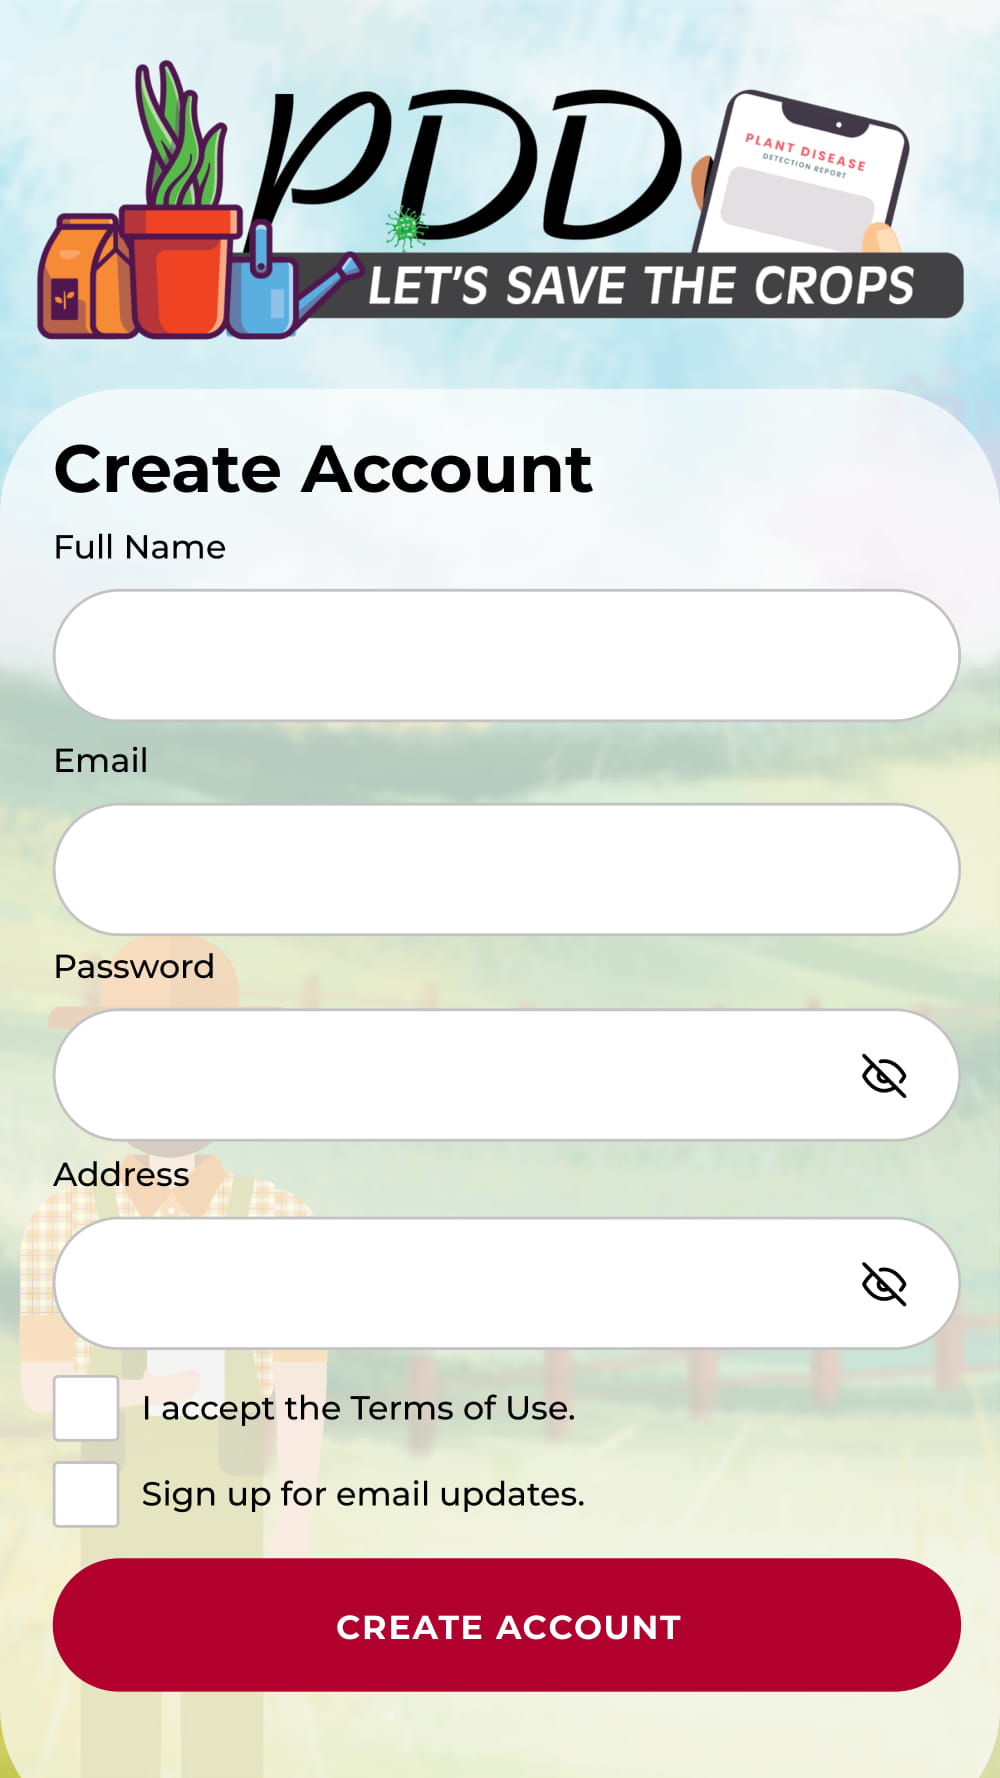 PDD
PLANT DISEASE
DETECTION REPORT
LET'S SAVE THE CROPS
Create Account
Full Name
Email
Password
Address
I accept the Terms of Use.
Sign up for email updates.
CREATE ACCOUNT